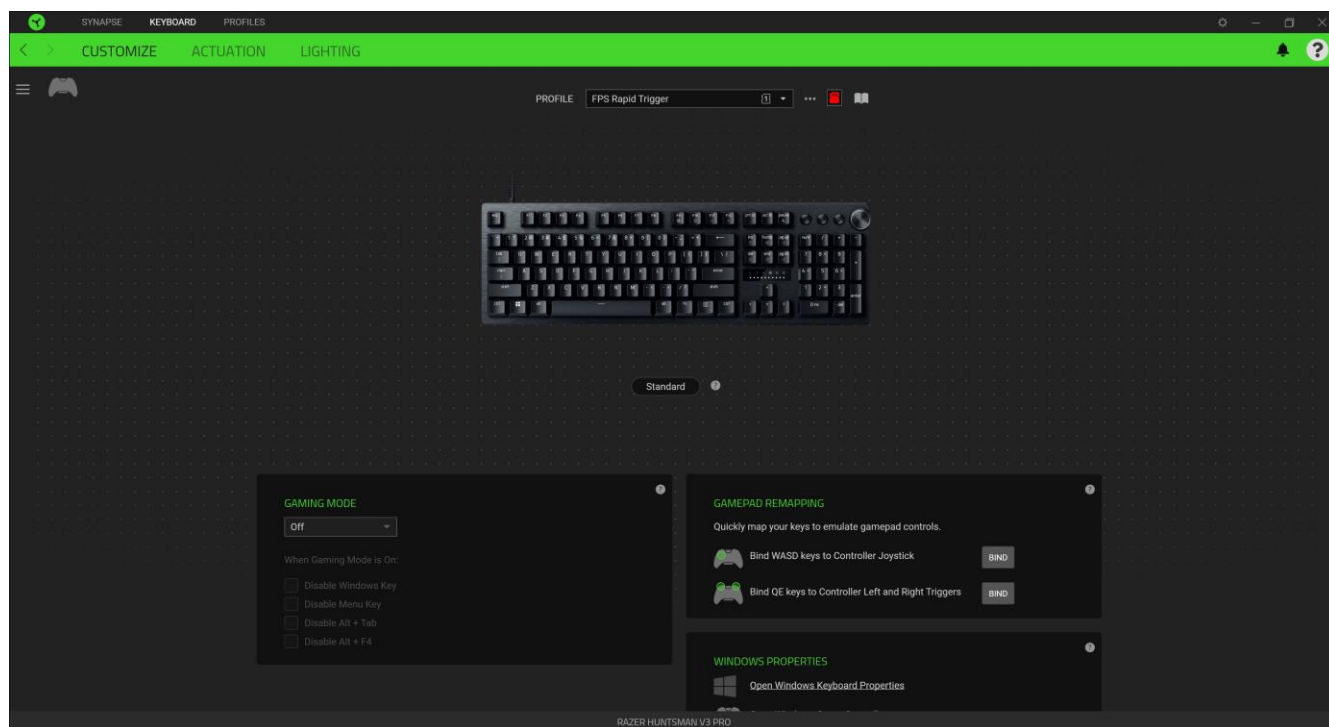 SYNAPSE KEYBOARD PROFILES
CUSTOMIZE ACTUATION LIGHTING
PROFILE FPS Rapid Trigger 1
Standard
GAMING MODE
Off
When Gaming Mode is On:
Disable Windows Key
Disable Menu Key
Disable Alt + Tab
Disable Alt + F4
GAMEPAD REMAPPING
Quickly map your keys to emulate gamepad controls.
Bind WASD keys to Controller Joystick BIND
Bind QE keys to Controller Left and Right Triggers BIND
WINDOWS PROPERTIES
Open Windows Keyboard Properties
RAZER HUNTSMAN V3 PRO